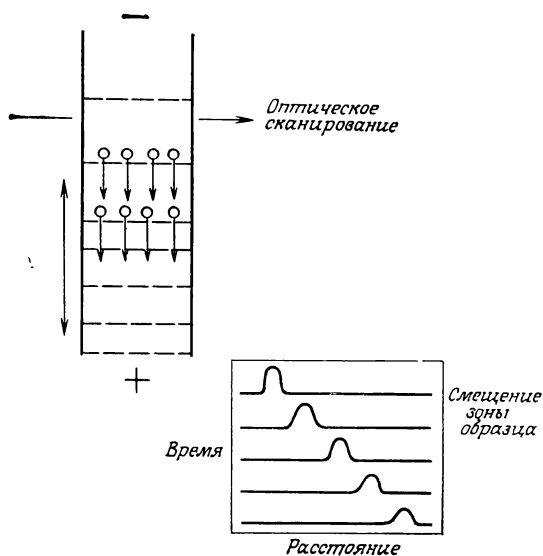 −
Оптическое
сканирование
+
Смещение
зоны
образца
Время
Расстояние